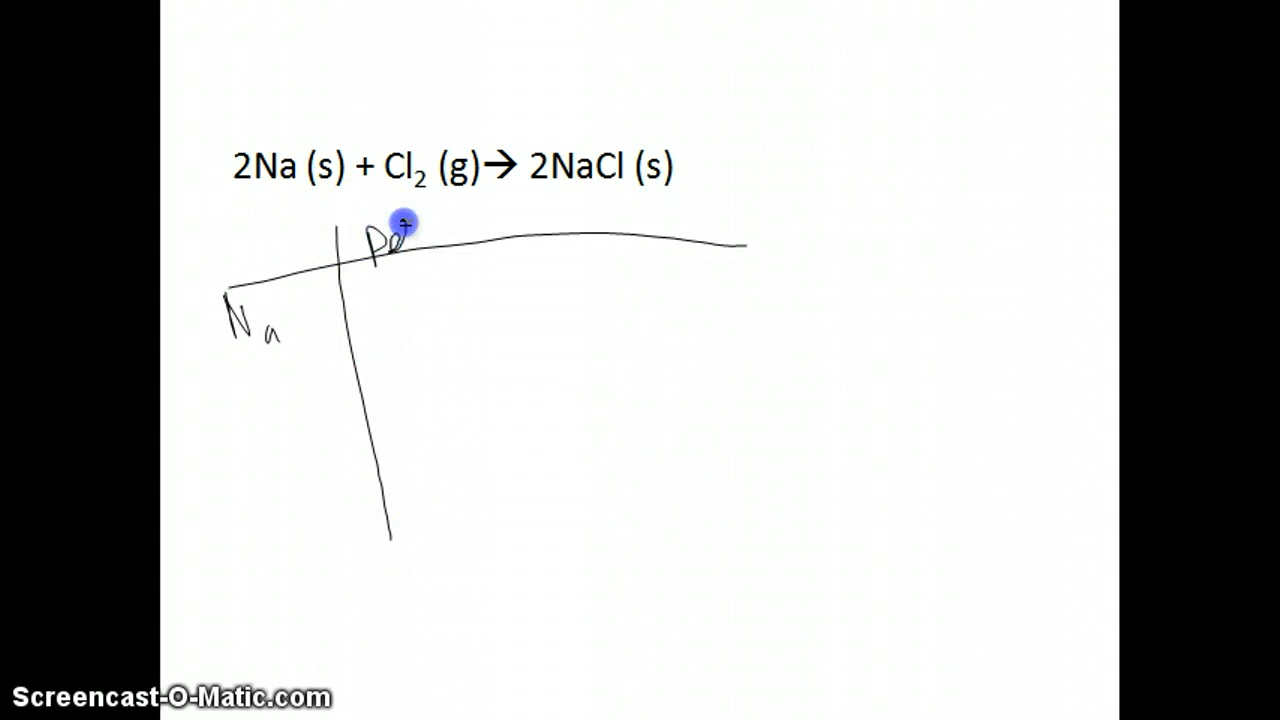 2Na (s) + Cl₂ (g)→ 2NaCl (s)
Na
Screencast-O-Matic.com